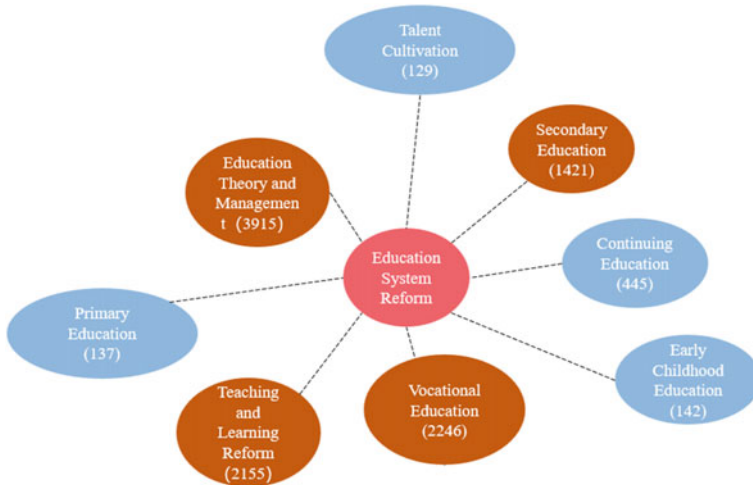 Talent
Cultivation
(129)
Secondary
Education
(1421)
Education
Theory and
Managemen
t (3915)
Continuing
Education
(445)
Education
System
Reform
Primary
Education
(137)
Early
Childhood
Education
(142)
Teaching
and
Learning
Reform
(2155)
Vocational
Education
(2246)